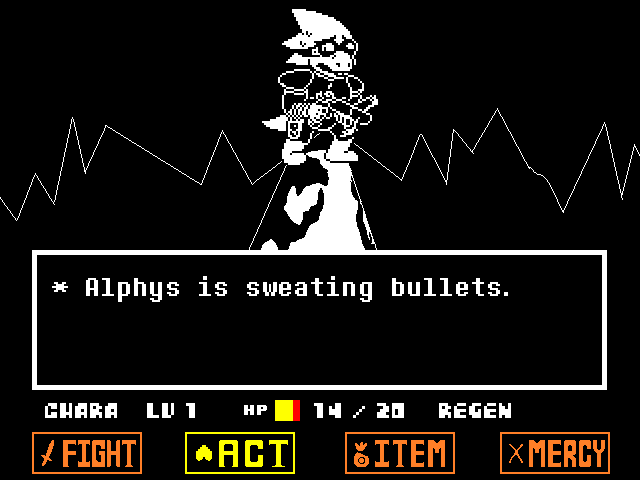 * Alphys is sweating bullets.
CHARA LV 1 HP 14 / 20 REGEN
FIGHT ACT ITEM MERCY